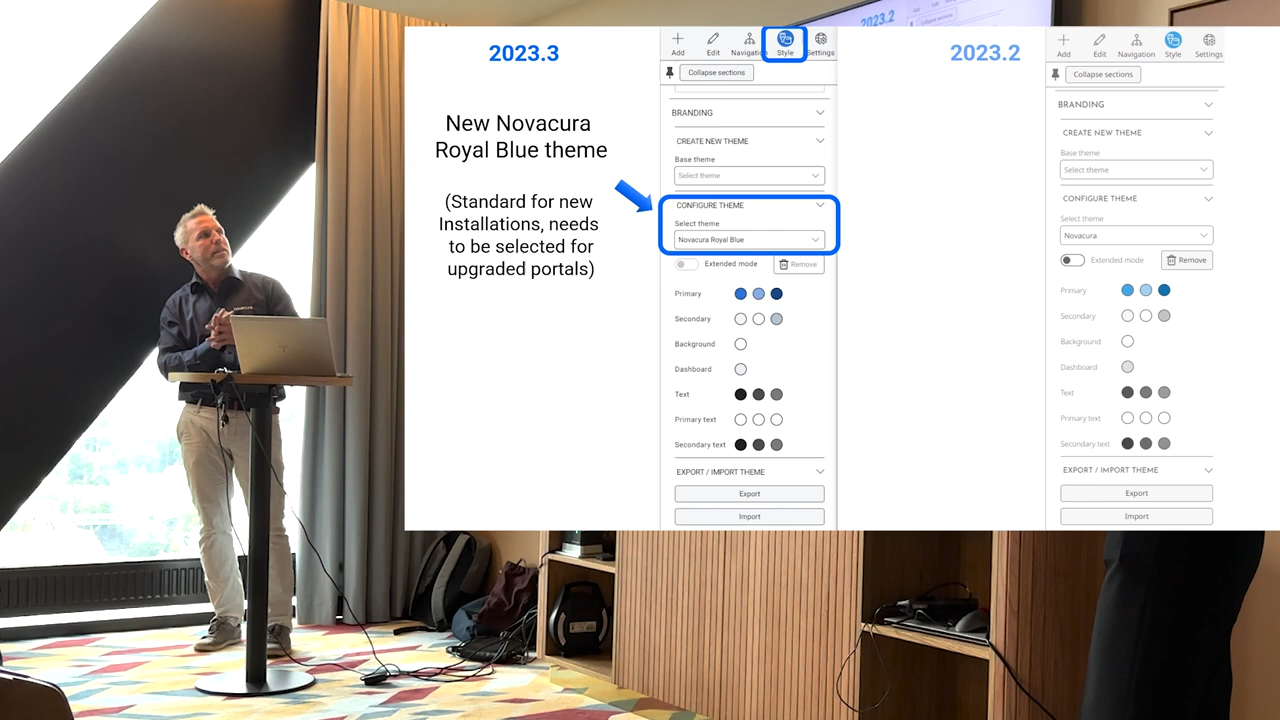 2023.2
Collapse sections
2023.3
New Novacura
Royal Blue theme
(Standard for new
Installations, needs
to be selected for
upgraded portals)
Add
Edit
Navigatio
Style
Settings
Collapse sections
BRANDING
CREATE NEW THEME
Base theme
Select theme
CONFIGURE THEME
Select theme
Novacura Royal Blue
Extended mode
Remove
Primary
Secondary
Background
Dashboard
Text
Primary text
Secondary text
EXPORT / IMPORT THEME
Export
Import
2023.2
Add
Edit
Navigation
Style
Settings
Collapse sections
BRANDING
CREATE NEW THEME
Base theme
Select theme
CONFIGURE THEME
Select theme
Novacura
Extended mode
Remove
Primary
Secondary
Background
Dashboard
Text
Primary text
Secondary text
EXPORT / IMPORT THEME
Export
Import